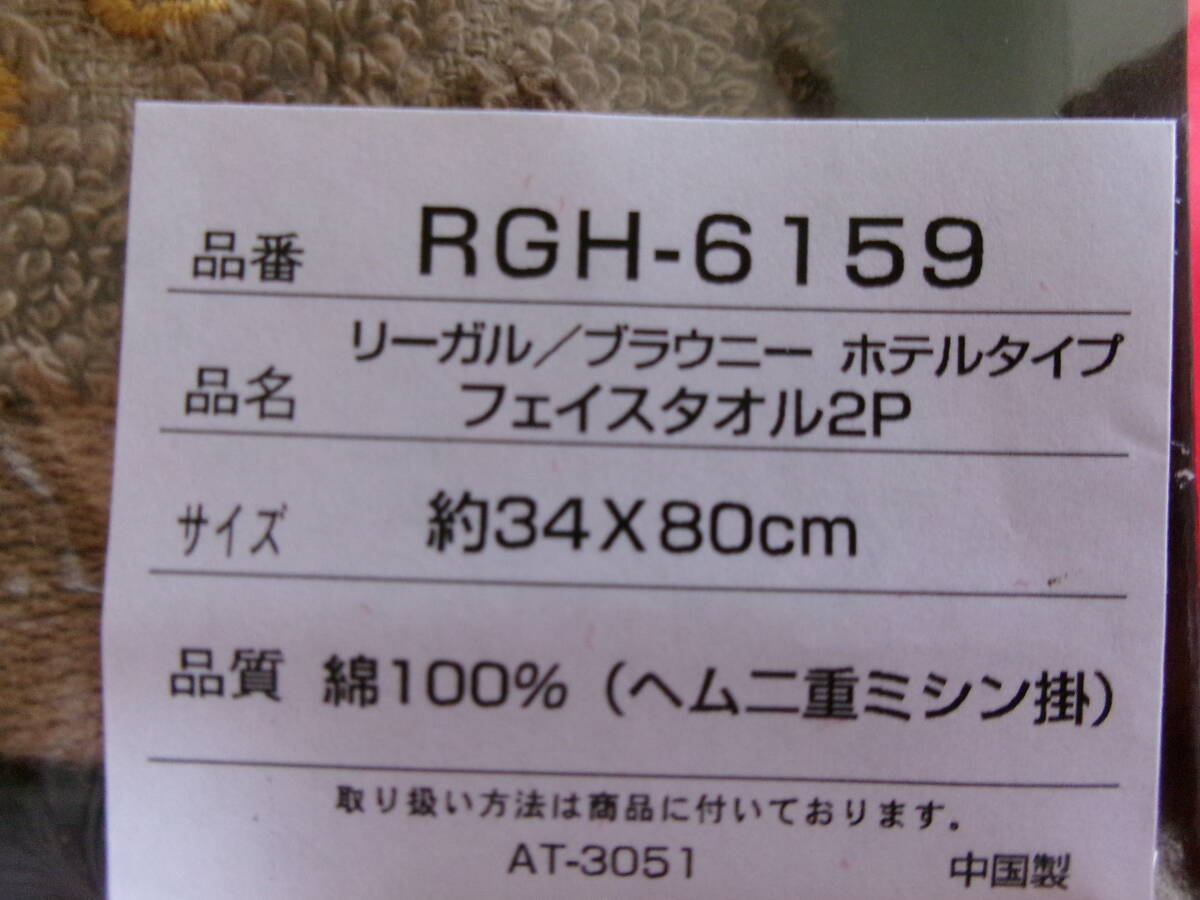 品番 RGH-6159
リーガル／ブラウニー ホテルタイプ
品名 フェイスタオル2P
サイズ 約34X80cm
品質 綿100%（ヘム二重ミシン掛）
取り扱い方法は商品に付いております。
AT-3051 中国製